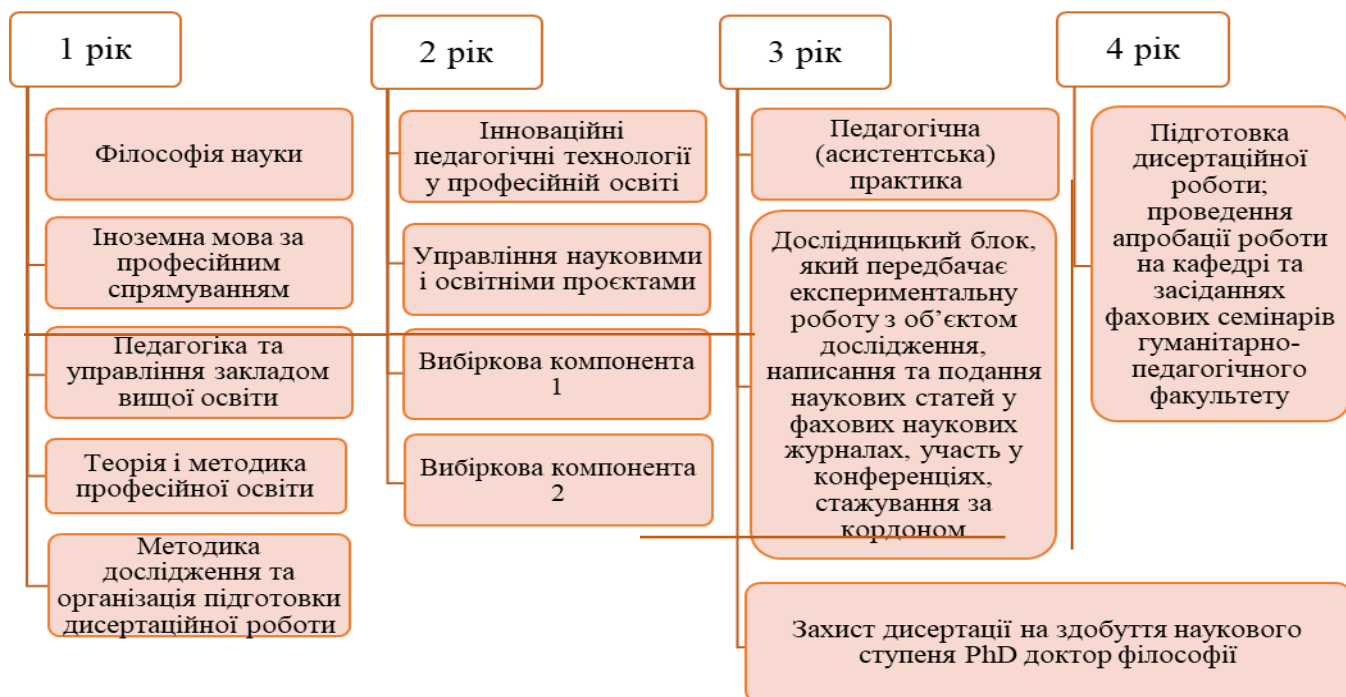 1 рік
Філософія науки
Іноземна мова за
професійним
спрямуванням
Педагогіка та
управління закладом
вищої освіти
Теорія і методика
професійної освіти
Методика
дослідження та
організація підготовки
дисертаційної роботи
2 рік
Інноваційні
педагогічні технології
у професійній освіті
Управління науковими
і освітніми проєктами
Вибіркова компонента
1
Вибіркова компонента
2
3 рік
Педагогічна
(асистентська)
практика
Дослідницький блок,
який передбачає
експериментальну
роботу з об’єктом
дослідження,
написання та подання
наукових статей у
фахових наукових
журналах, участь у
конференціях,
стажування за
кордоном
Захист дисертації на здобуття наукового
ступеня PhD доктор філософії
4 рік
Підготовка
дисертаційної
роботи;
проведення
апробації роботи
на кафедрі та
засіданнях
фахових семінарів
гуманітарно-
педагогічного
факультету